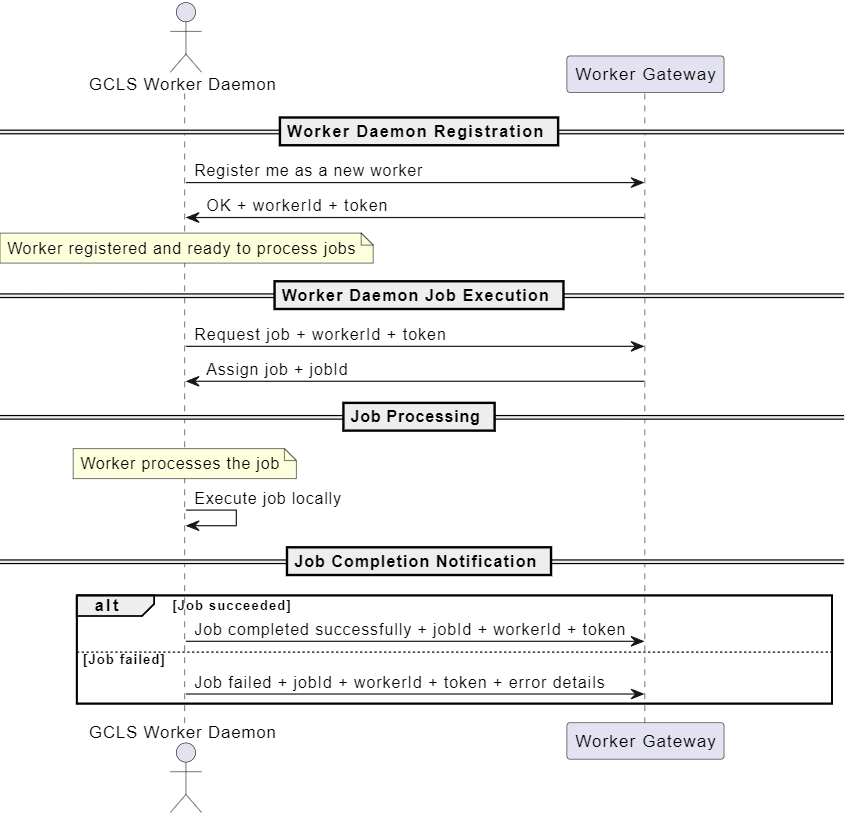 GCLS Worker Daemon
Worker Gateway
Worker Daemon Registration
Register me as a new worker
OK + workerId + token
Worker registered and ready to process jobs
Worker Daemon Job Execution
Request job + workerId + token
Assign job + jobId
Job Processing
Worker processes the job
Execute job locally
Job Completion Notification
alt [Job succeeded]
Job completed successfully + jobId + workerId + token
[Job failed]
Job failed + jobId + workerId + token + error details
GCLS Worker Daemon
Worker Gateway